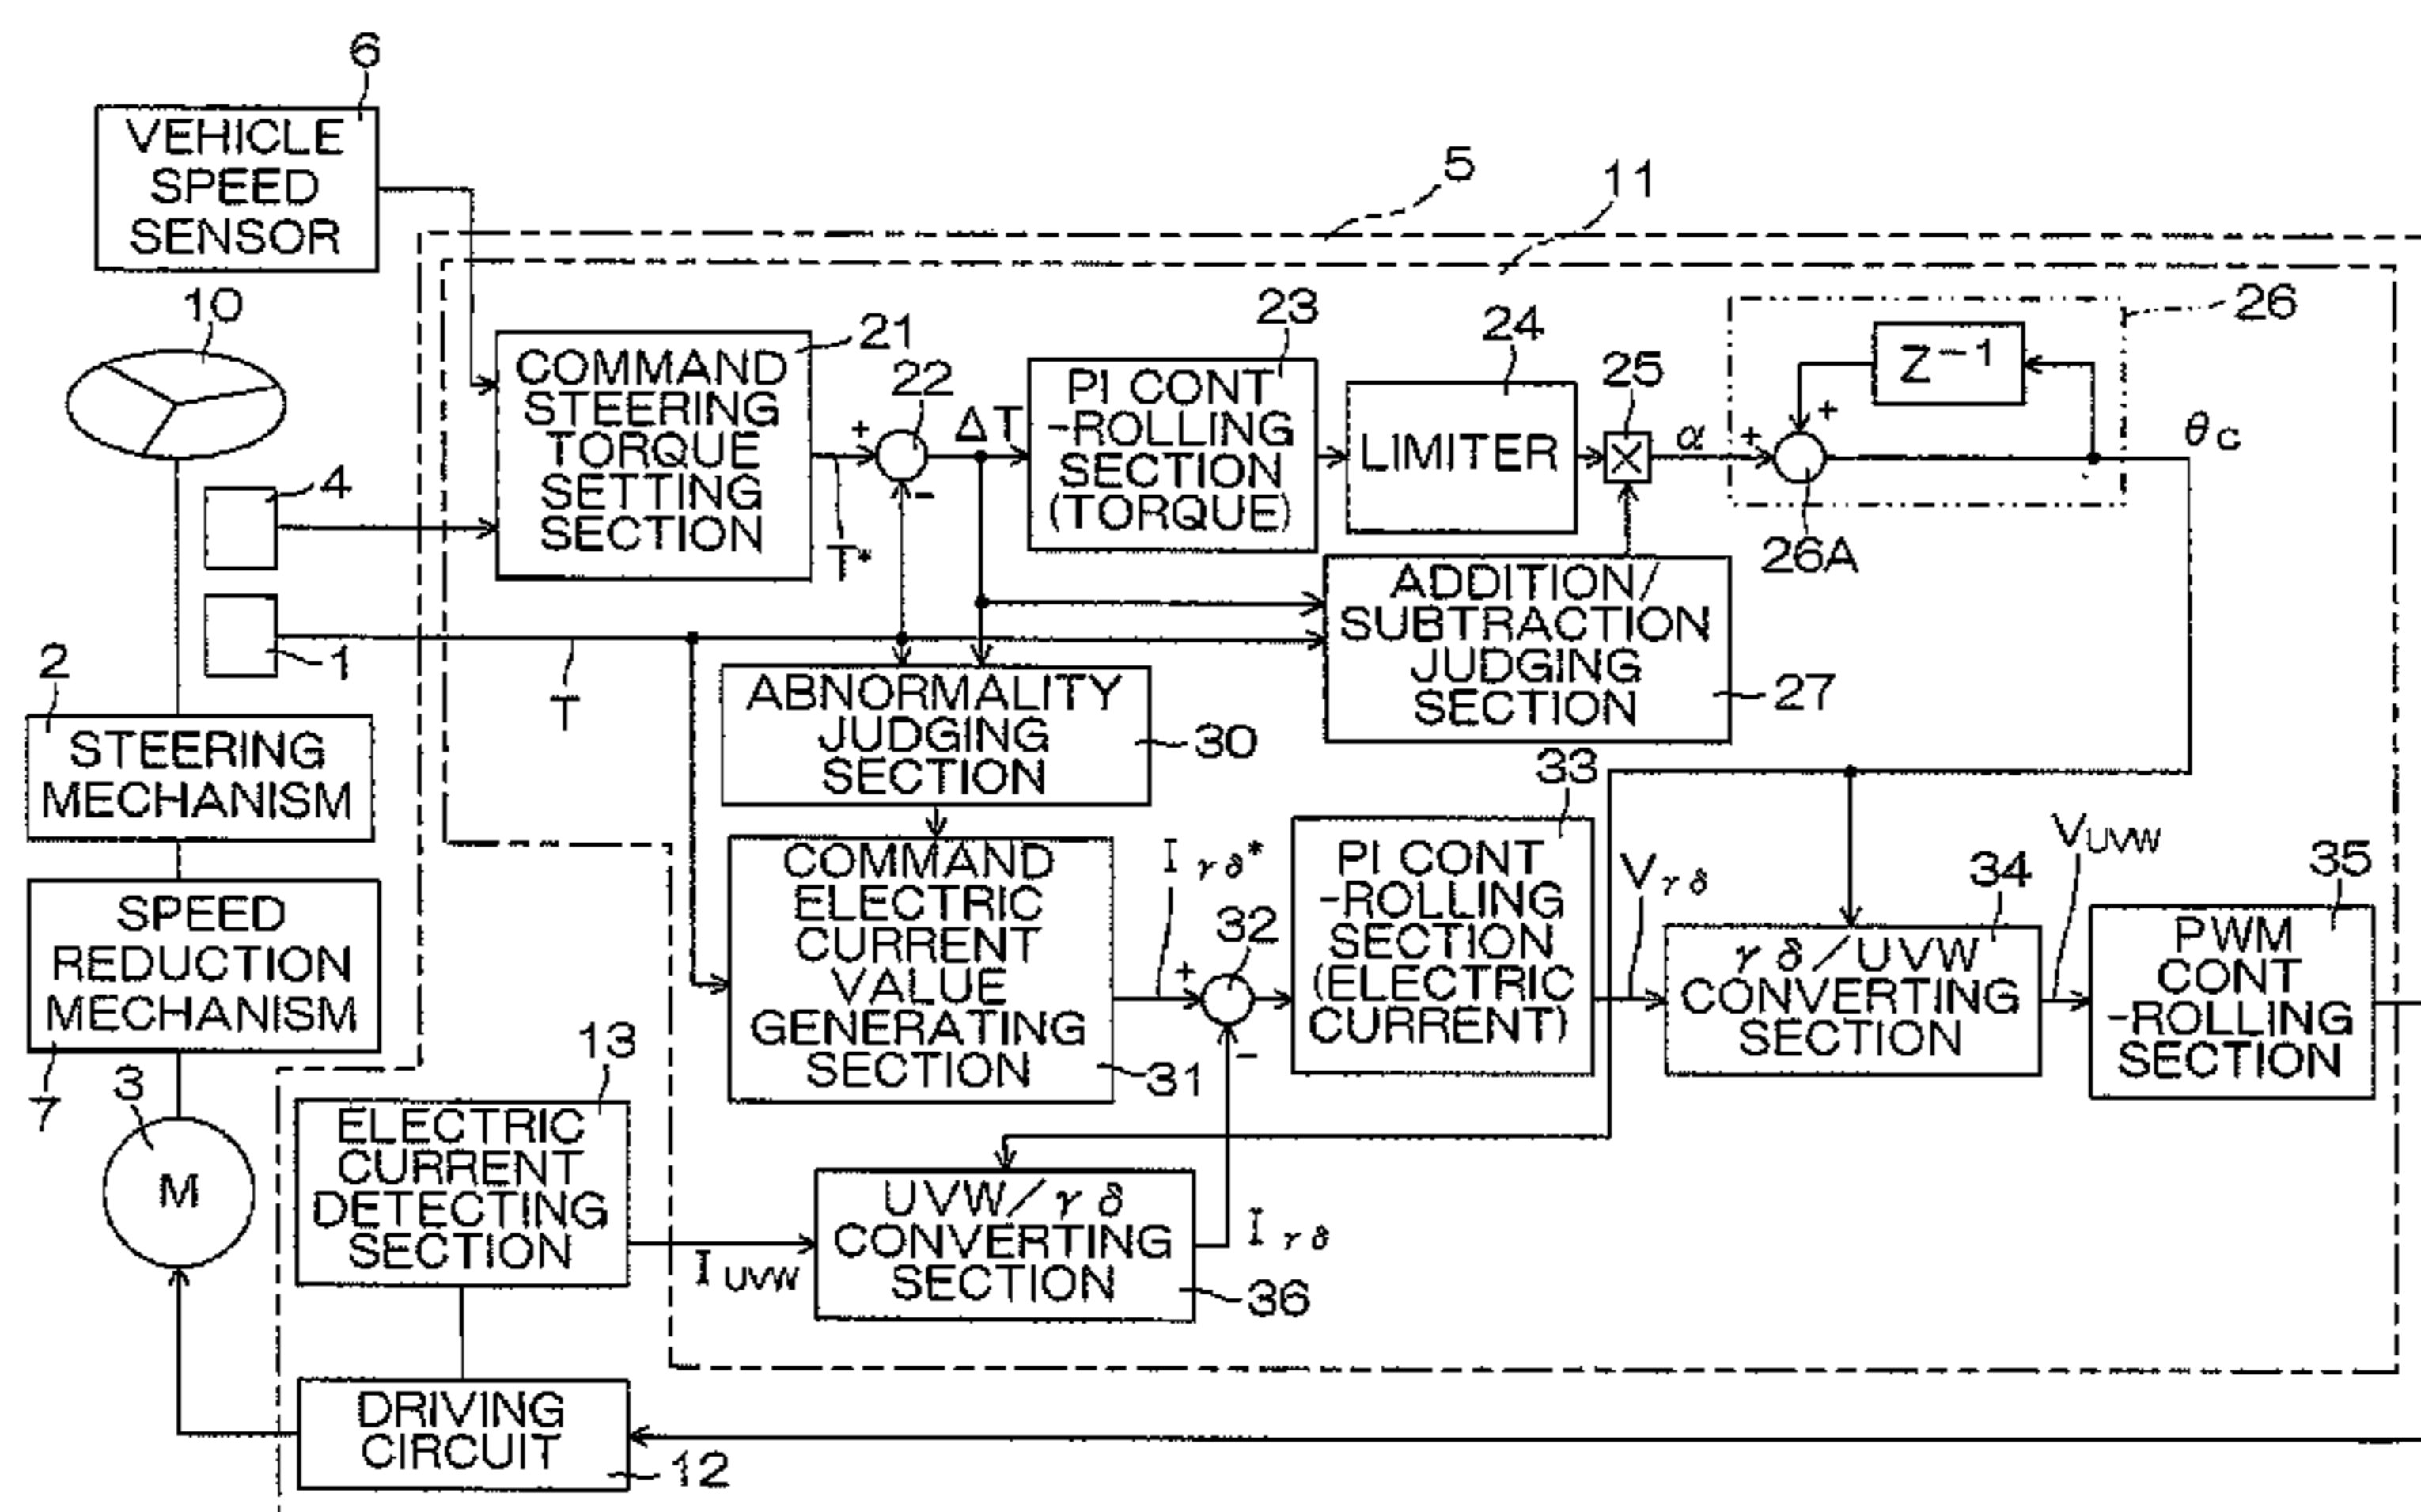 6
VEHICLE
SPEED
SENSOR
5
11
10
21
COMMAND
STEERING
TORQUE
SETTING
SECTION
22
+
-
ΔT
T*
23
PI CONT
-ROLLING
SECTION
(TORQUE)
24
LIMITER
25
×
α
26
Z⁻¹
+
+
26A
θC
4
1
T
ADDITION/
SUBTRACTION
JUDGING
SECTION
27
2
STEERING
MECHANISM
ABNORMALITY
JUDGING
SECTION
30
SPEED
REDUCTION
MECHANISM
7
COMMAND
ELECTRIC
CURRENT
VALUE
GENERATING
SECTION
31
Iγδ*
32
+
-
33
PI CONT
-ROLLING
SECTION
(ELECTRIC
CURRENT)
Vγδ
34
γδ/UVW
CONVERTING
SECTION
VUVW
35
PWM
CONT
-ROLLING
SECTION
3
M
13
ELECTRIC
CURRENT
DETECTING
SECTION
IUVW
UVW/γδ
CONVERTING
SECTION
36
Iγδ
DRIVING
CIRCUIT
12